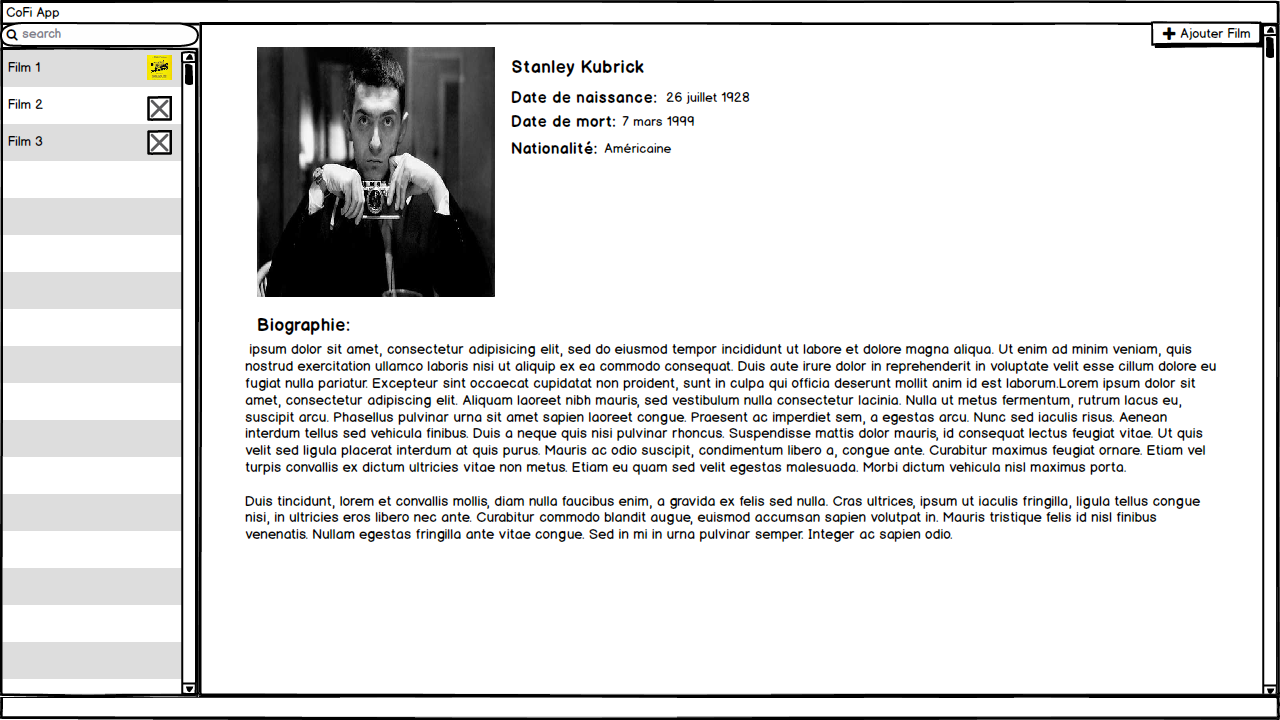 CoFi App
search
Ajouter Film
Film 1
Film 2
Film 3
Stanley Kubrick
Date de naissance: 26 juillet 1928
Date de mort: 7 mars 1999
Nationalité: Américaine
Biographie:
ipsum dolor sit amet, consectetur adipisicing elit, sed do eiusmod tempor incididunt ut labore et dolore magna aliqua. Ut enim ad minim veniam, quis
nostrud exercitation ullamco laboris nisi ut aliquip ex ea commodo consequat. Duis aute irure dolor in reprehenderit in voluptate velit esse cillum dolore eu
fugiat nulla pariatur. Excepteur sint occaecat cupidatat non proident, sunt in culpa qui officia deserunt mollit anim id est laborum.Lorem ipsum dolor sit
amet, consectetur adipiscing elit. Aliquam laoreet nibh mauris, sed vestibulum nulla consectetur lacinia. Nulla ut metus fermentum, rutrum lacus eu,
suscipit arcu. Phasellus pulvinar urna sit amet sapien laoreet congue. Praesent ac imperdiet sem, a egestas arcu. Nunc sed iaculis risus. Aenean
interdum tellus sed vehicula finibus. Duis a neque quis nisi pulvinar rhoncus. Suspendisse mattis dolor mauris, id consequat lectus feugiat vitae. Ut quis
velit sed ligula placerat interdum at quis purus. Mauris ac odio suscipit, condimentum libero a, congue ante. Curabitur maximus feugiat ornare. Etiam vel
turpis convallis ex dictum ultricies vitae non metus. Etiam eu quam sed velit egestas malesuada. Morbi dictum vehicula nisl maximus porta.
Duis tincidunt, lorem et convallis mollis, diam nulla faucibus enim, a gravida ex felis sed nulla. Cras ultrices, ipsum ut iaculis fringilla, ligula tellus congue
nisi, in ultricies eros libero nec ante. Curabitur commodo blandit augue, euismod accumsan sapien volutpat in. Mauris tristique felis id nisl finibus
venenatis. Nullam egestas fringilla ante vitae congue. Sed in mi in urna pulvinar semper. Integer ac sapien odio.